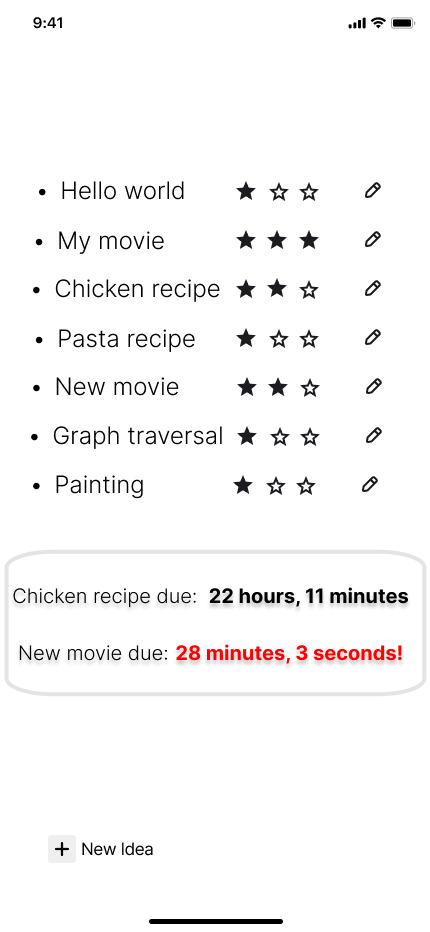 9:41
• Hello world
• My movie
• Chicken recipe
• Pasta recipe
• New movie
• Graph traversal
• Painting
Chicken recipe due: 22 hours, 11 minutes
New movie due: 28 minutes, 3 seconds!
+ New Idea